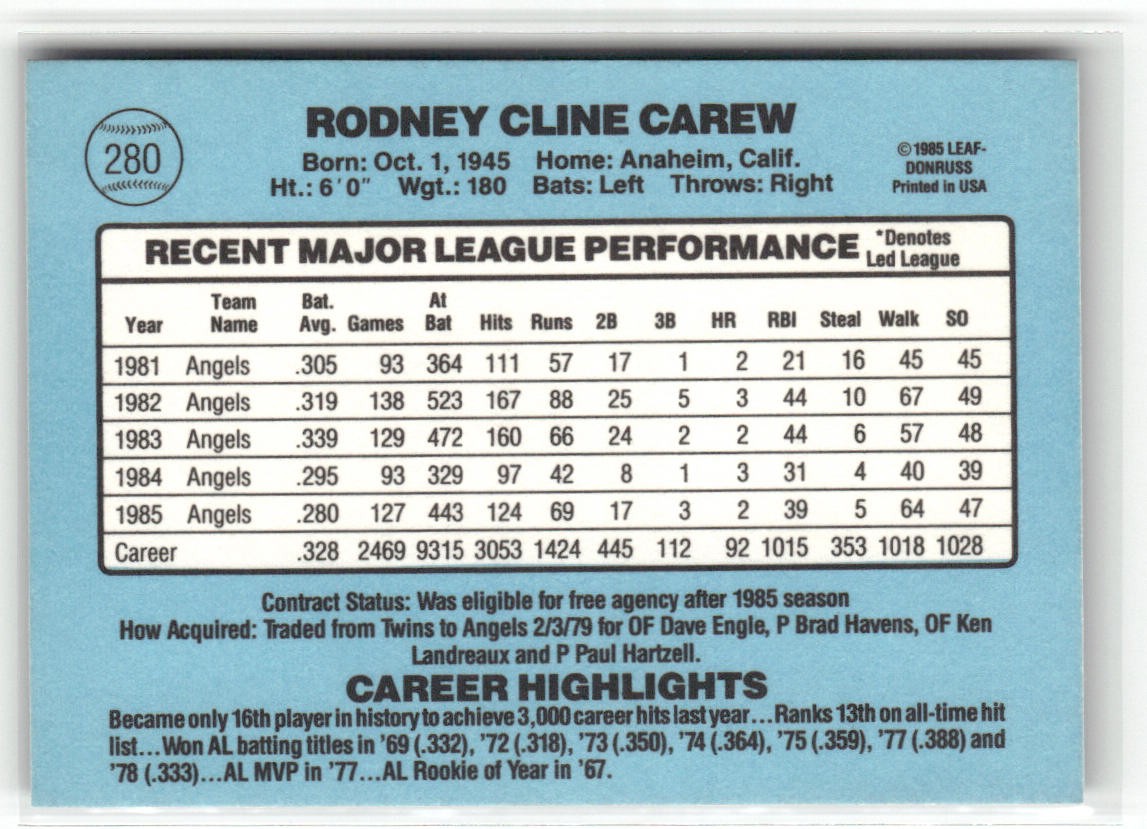 280
RODNEY CLINE CAREW
Born: Oct. 1, 1945 Home: Anaheim, Calif.
Ht.: 6'0" Wgt.: 180 Bats: Left Throws: Right
©1985 LEAF-
DONRUSS
Printed in USA
RECENT MAJOR LEAGUE PERFORMANCE *Denotes
Led League
Year Team Name Bat. Avg. Games At Bat Hits Runs 2B 3B HR RBI Steal Walk SO
1981 Angels .305 93 364 111 57 17 1 2 21 16 45 45
1982 Angels .319 138 523 167 88 25 5 3 44 10 67 49
1983 Angels .339 129 472 160 66 24 2 2 44 6 57 48
1984 Angels .295 93 329 97 42 8 1 3 31 4 40 39
1985 Angels .280 127 443 124 69 17 3 2 39 5 64 47
Career .328 2469 9315 3053 1424 445 112 92 1015 353 1018 1028
Contract Status: Was eligible for free agency after 1985 season
How Acquired: Traded from Twins to Angels 2/3/79 for OF Dave Engle, P Brad Havens, OF Ken
Landreaux and P Paul Hartzell.
CAREER HIGHLIGHTS
Became only 16th player in history to achieve 3,000 career hits last year...Ranks 13th on all-time hit
list...Won AL batting titles in '69 (.332), '72 (.318), '73 (.350), '74 (.364), '75 (.359), '77 (.388) and
'78 (.333)...AL MVP in '77...AL Rookie of Year in '67.